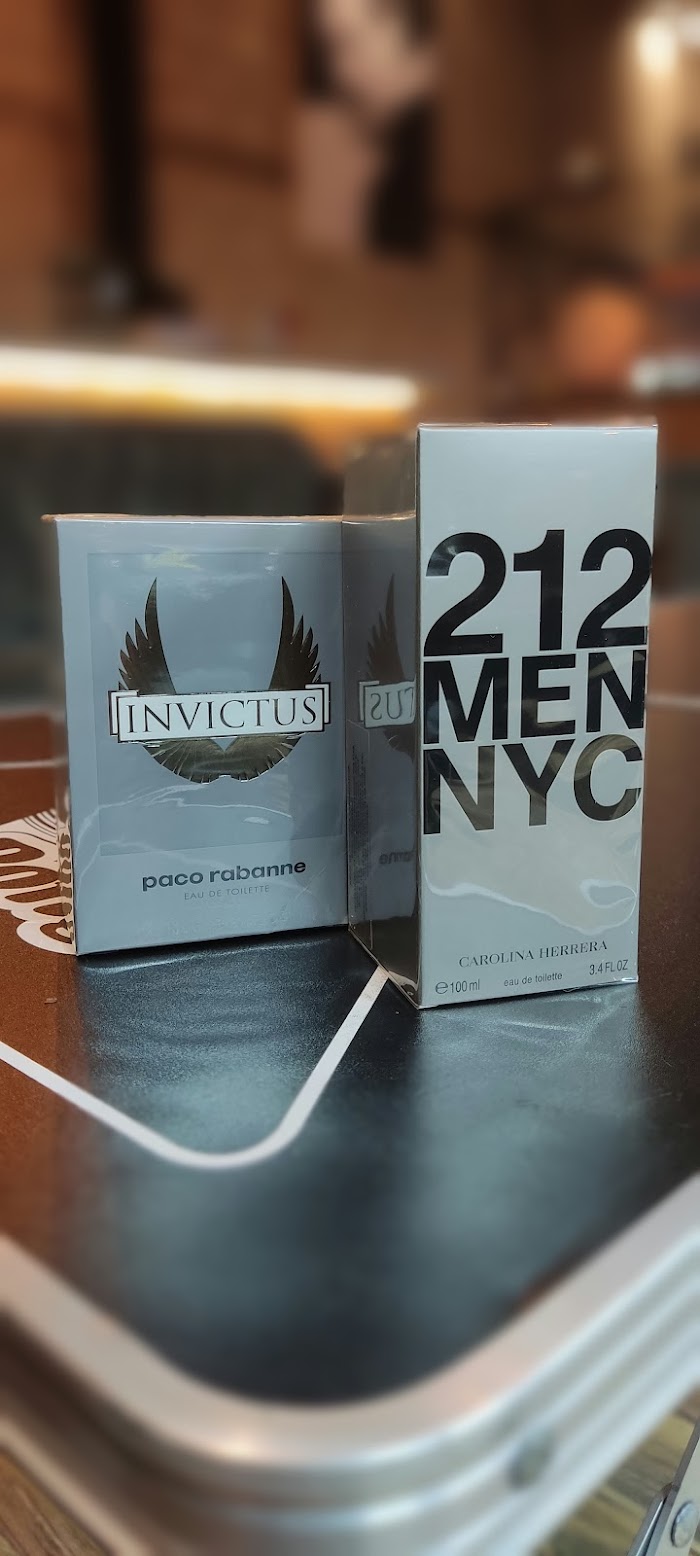 INVICTUS
paco rabanne
EAU DE TOILETTE
212
MEN
NYC
CAROLINA HERRERA
℮100 ml eau de toilette 3.4 FL OZ